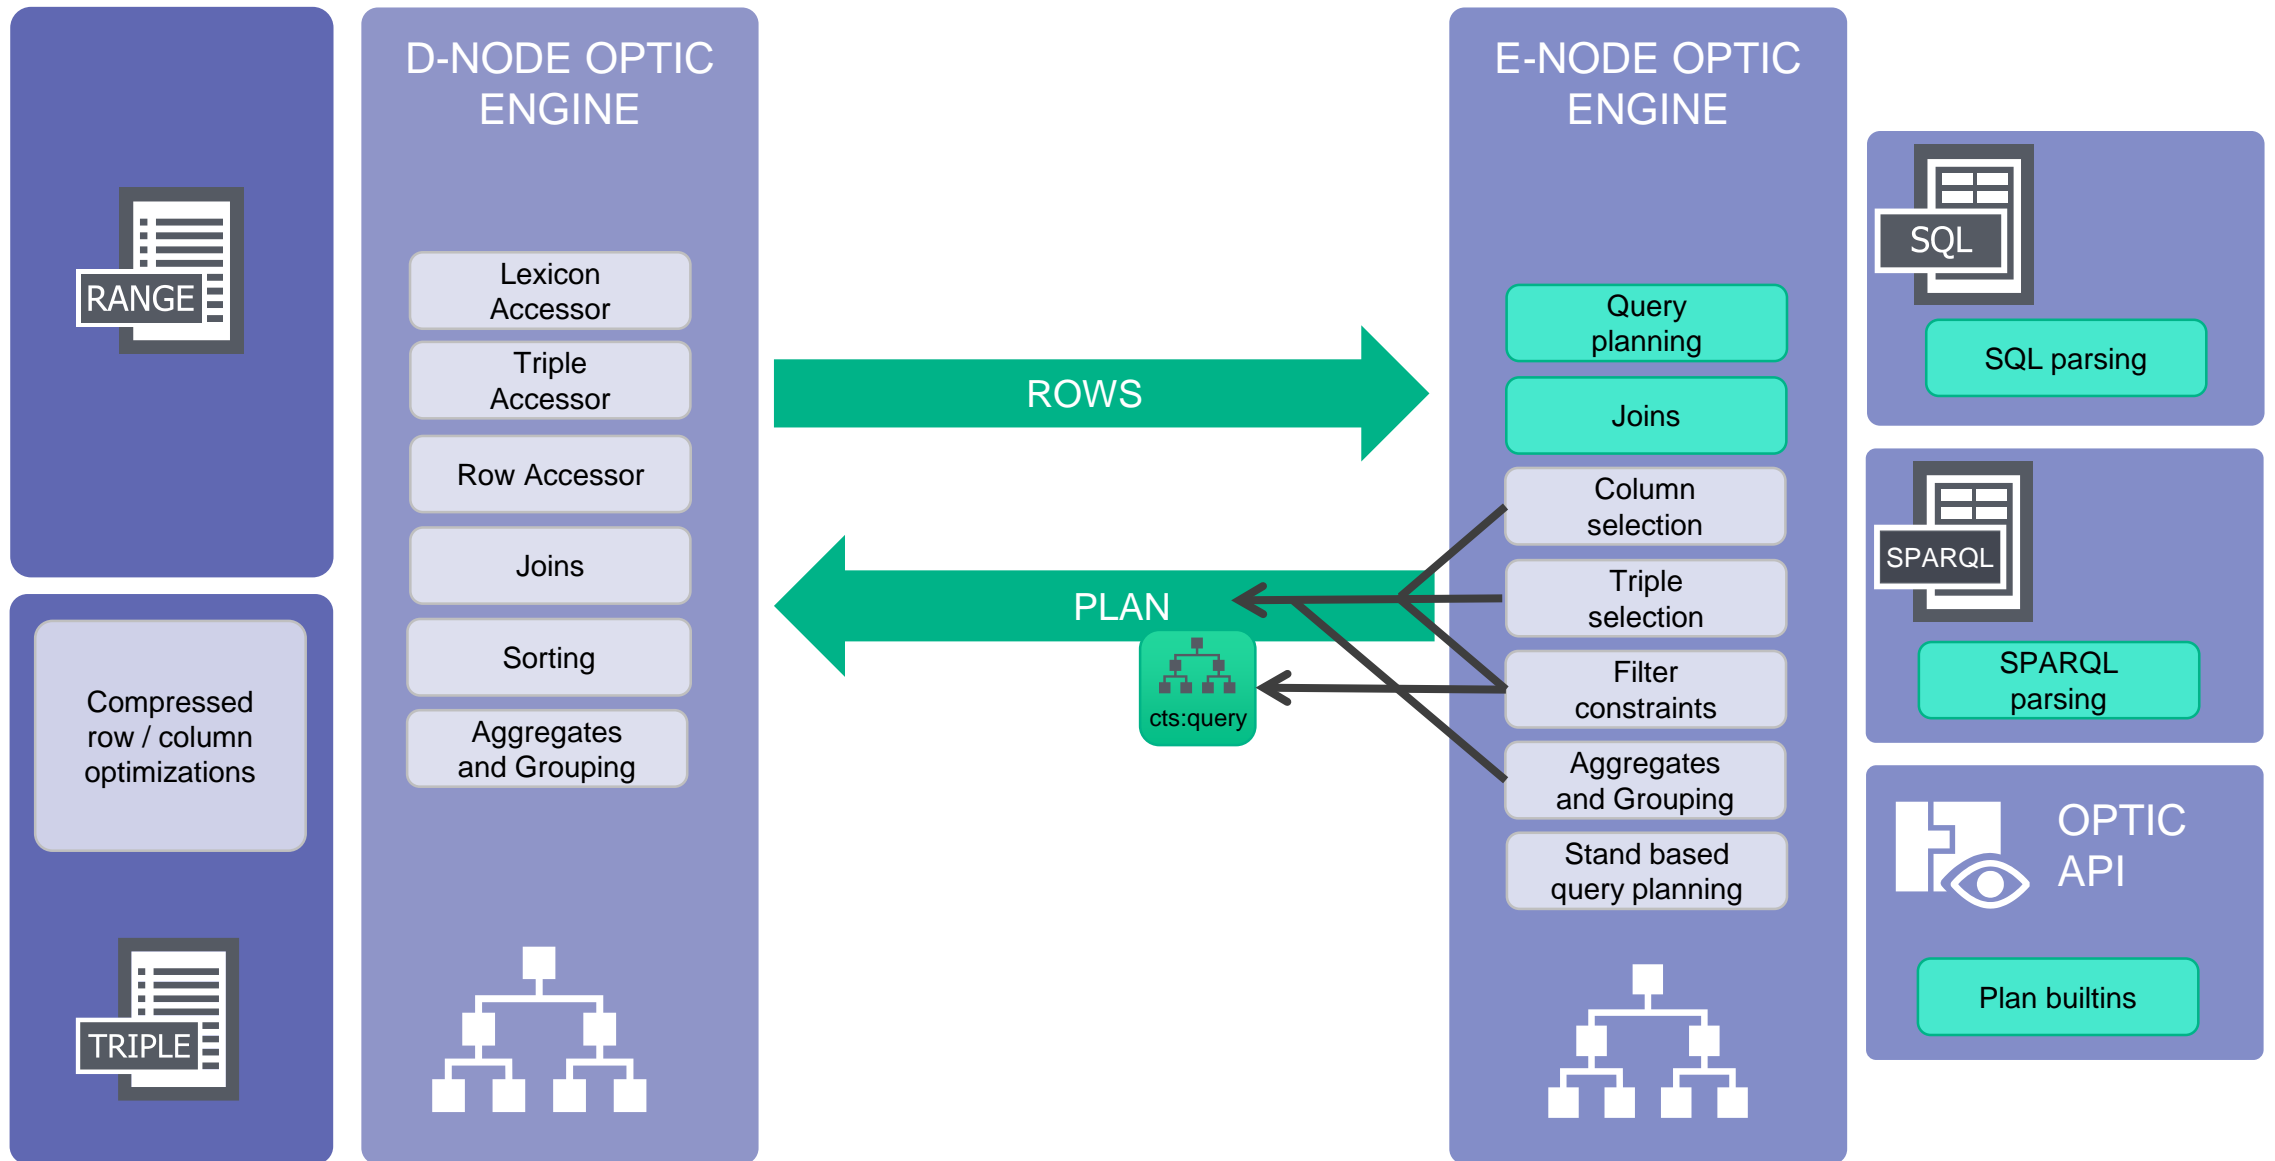 RANGE
Compressed
row / column
optimizations
TRIPLE
D-NODE OPTIC
ENGINE
Lexicon
Accessor
Triple
Accessor
Row Accessor
Joins
Sorting
Aggregates
and Grouping
ROWS
PLAN
cts:query
E-NODE OPTIC
ENGINE
Query
planning
Joins
Column
selection
Triple
selection
Filter
constraints
Aggregates
and Grouping
Stand based
query planning
SQL
SQL parsing
SPARQL
SPARQL
parsing
OPTIC
API
Plan builtins